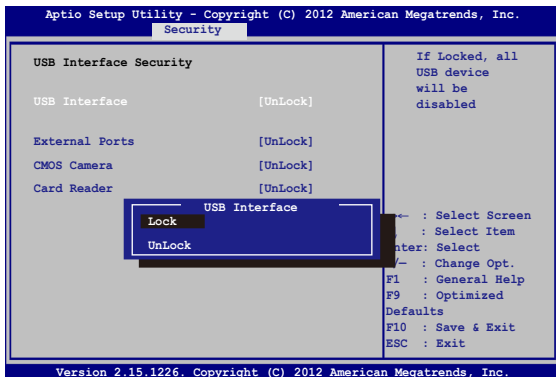 Aptio Setup Utility - Copyright (C) 2012 American Megatrends, Inc.
Security
USB Interface Security
USB Interface [UnLock]
External Ports [UnLock]
CMOS Camera [UnLock]
Card Reader [UnLock]
USB Interface
Lock
UnLock
If Locked, all
USB device
will be
disabled
: Select Screen
: Select Item
nter: Select
/— : Change Opt.
F1 : General Help
F9 : Optimized
Defaults
F10 : Save & Exit
ESC : Exit
Version 2.15.1226. Copyright (C) 2012 American Megatrends, Inc.